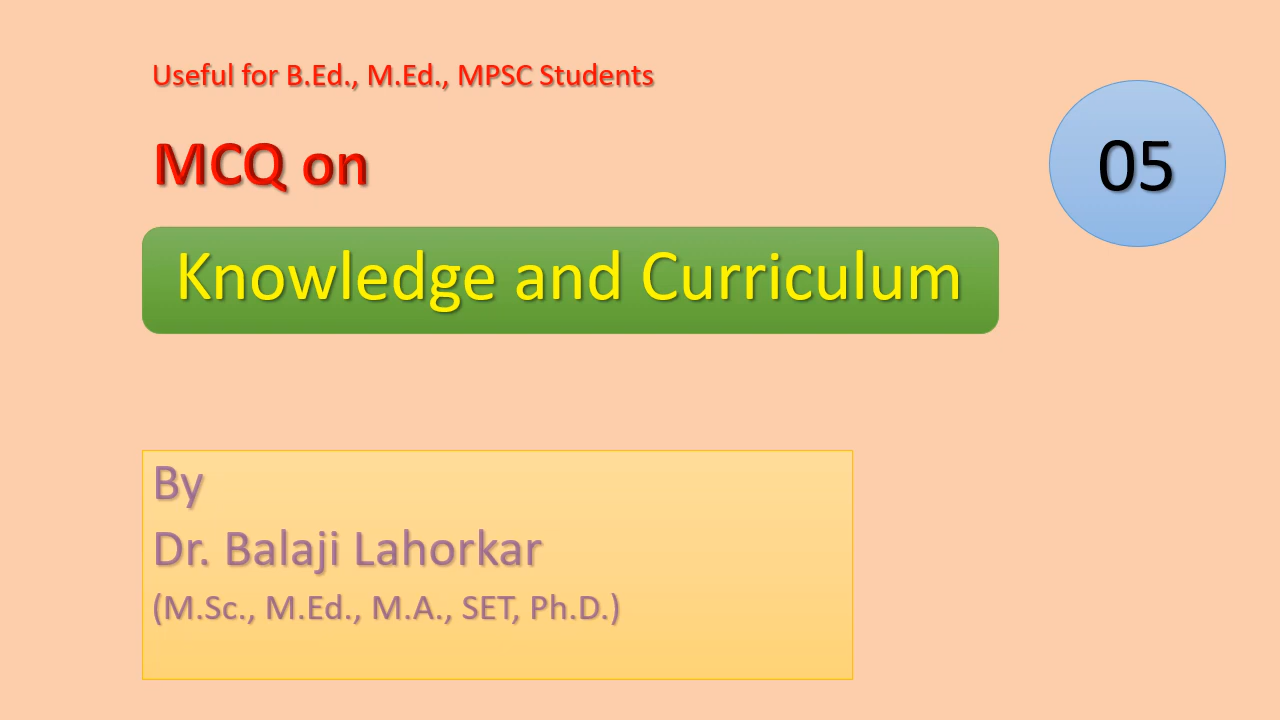 Useful for B.Ed., M.Ed., MPSC Students
MCQ on
05
Knowledge and Curriculum
By
Dr. Balaji Lahorkar
(M.Sc., M.Ed., M.A., SET, Ph.D.)